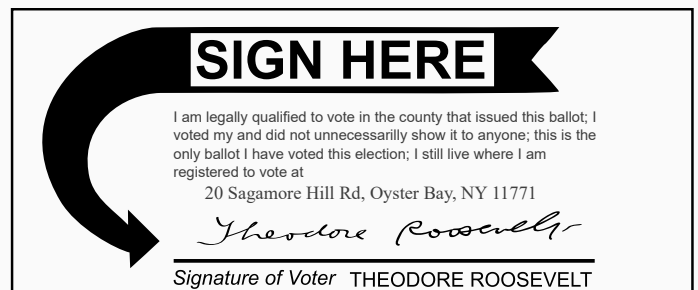 SIGN HERE
I am legally qualified to vote in the county that issued this ballot; I
voted my and did not unnecessarilly show it to anyone; this is the
only ballot I have voted this election; I still live where I am
registered to vote at
20 Sagamore Hill Rd, Oyster Bay, NY 11771
Theodore Roosevelt
Signature of Voter THEODORE ROOSEVELT